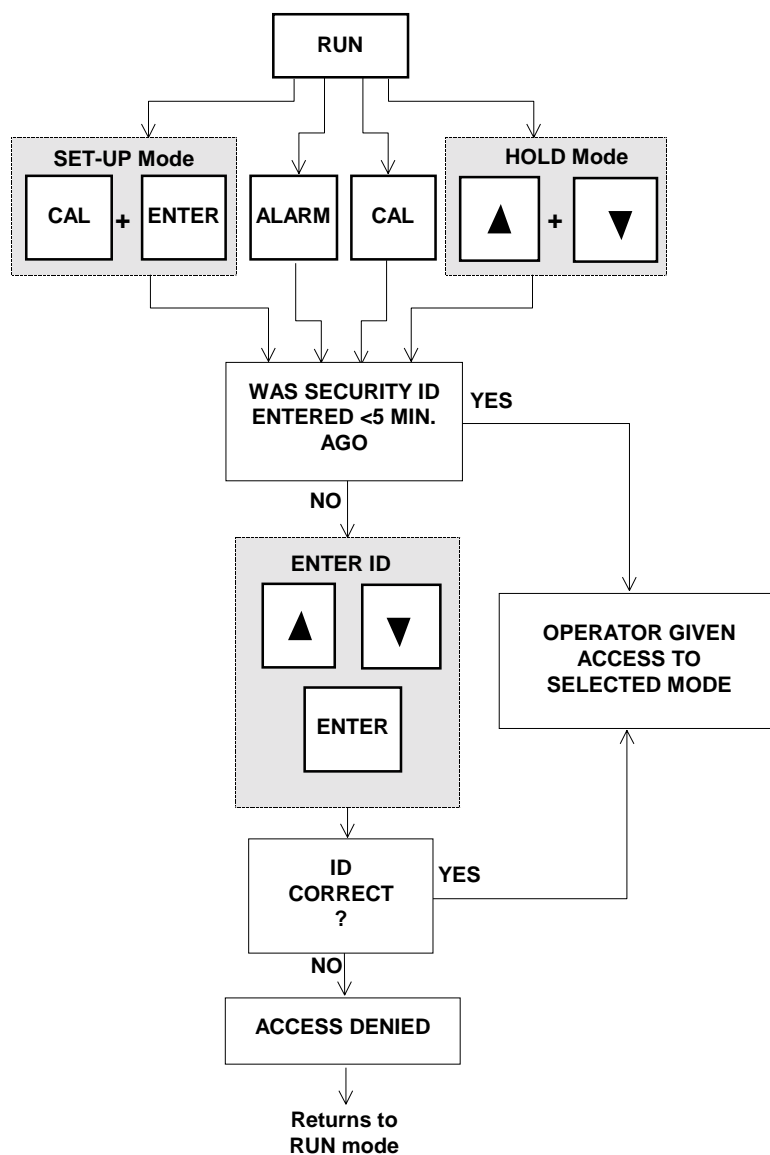 RUN
SET-UP Mode
CAL + ENTER
ALARM
CAL
HOLD Mode
▲ + ▼
WAS SECURITY ID
ENTERED <5 MIN.
AGO
YES
NO
ENTER ID
▲ ▼
ENTER
OPERATOR GIVEN
ACCESS TO
SELECTED MODE
ID
CORRECT
?
YES
NO
ACCESS DENIED
Returns to
RUN mode